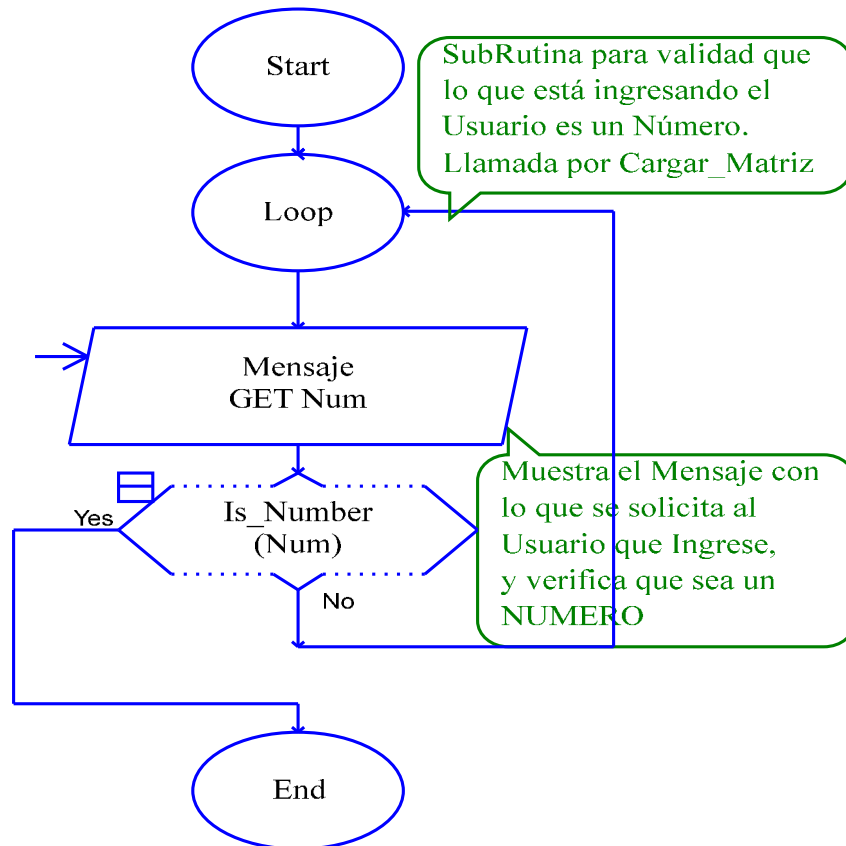 Start
SubRutina para validad que
lo que está ingresando el
Usuario es un Número.
Llamada por Cargar_Matriz
Loop
Mensaje
GET Num
Muestra el Mensaje con
lo que se solicita al
Usuario que Ingrese,
y verifica que sea un
NUMERO
Yes
Is_Number
(Num)
No
End